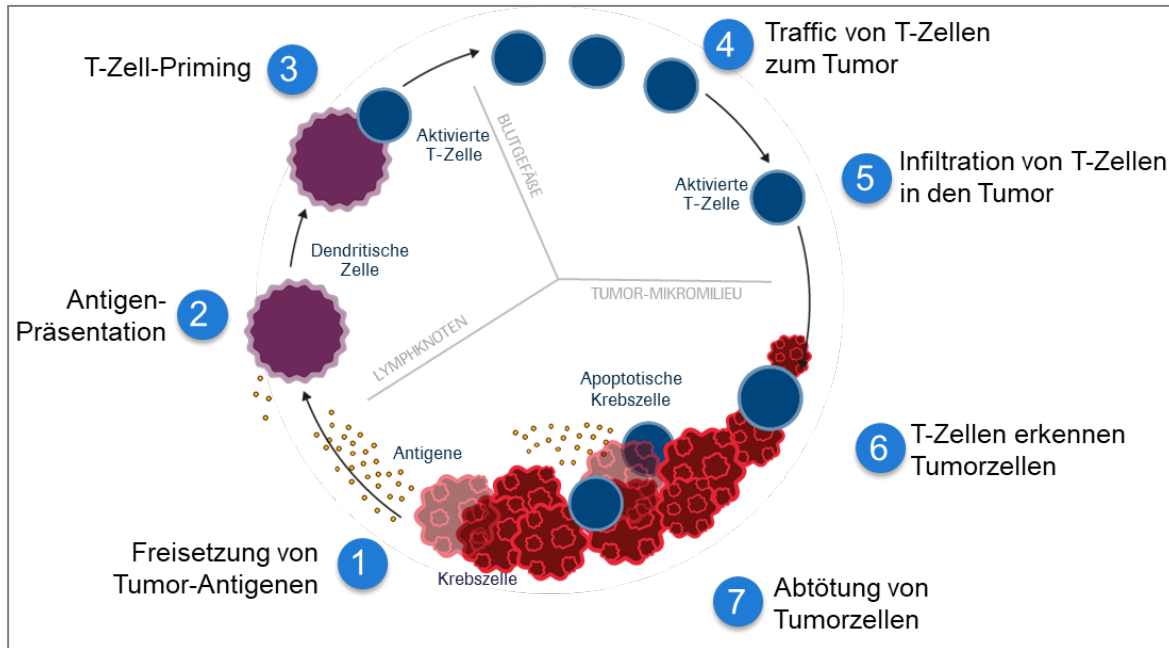 4
Traffic von T-Zellen
zum Tumor
T-Zell-Priming
3
Aktivierte
T-Zelle
BLUTGEFÄßE
5
Infiltration von T-Zellen
in den Tumor
Aktivierte
T-Zelle
Dendritische
Zelle
2
Antigen-
Präsentation
TUMOR-MIKROMILIEU
LYMPHKNOTEN
Apoptotische
Krebszelle
6
T-Zellen erkennen
Tumorzellen
Antigene
1
Freisetzung von
Tumor-Antigenen
Krebszelle
7
Abtötung von
Tumorzellen